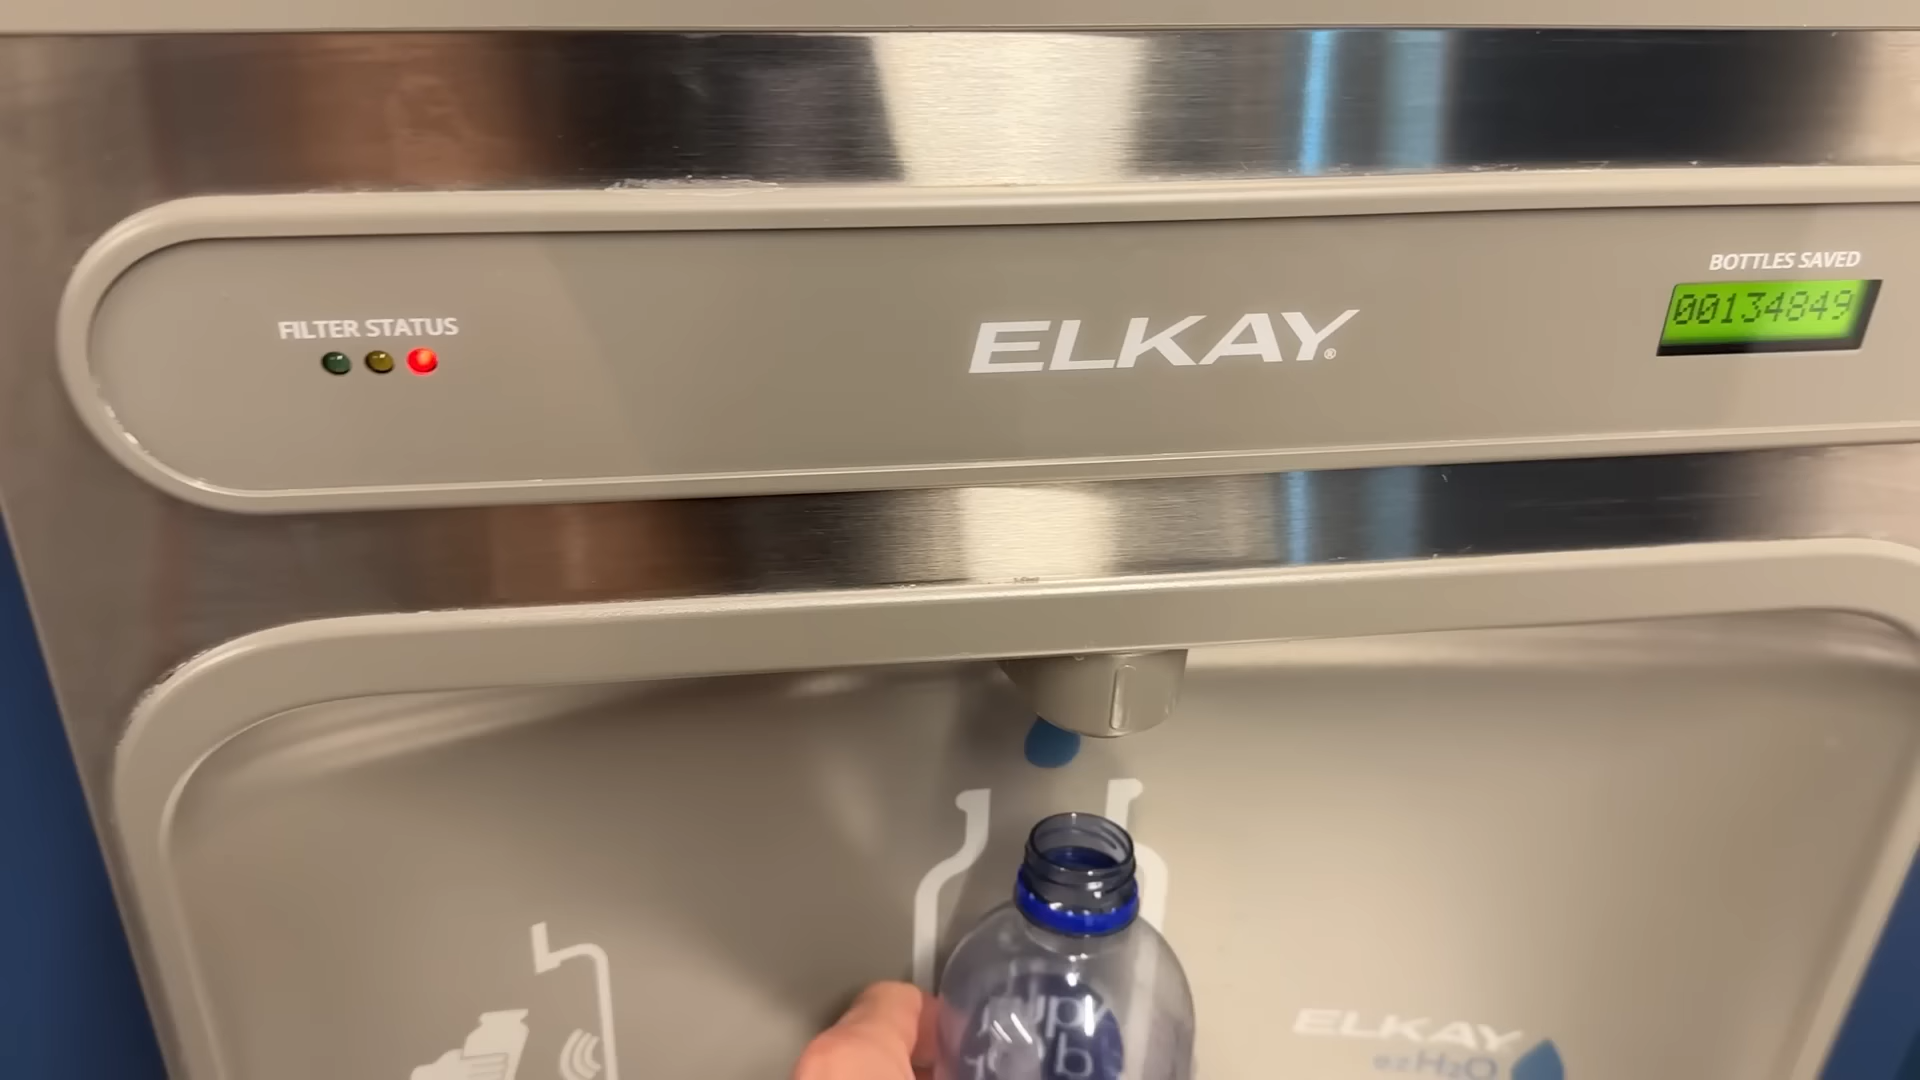 BOTTLES SAVED
00134849
FILTER STATUS
ELKAY®
ELKAY
ezH2O